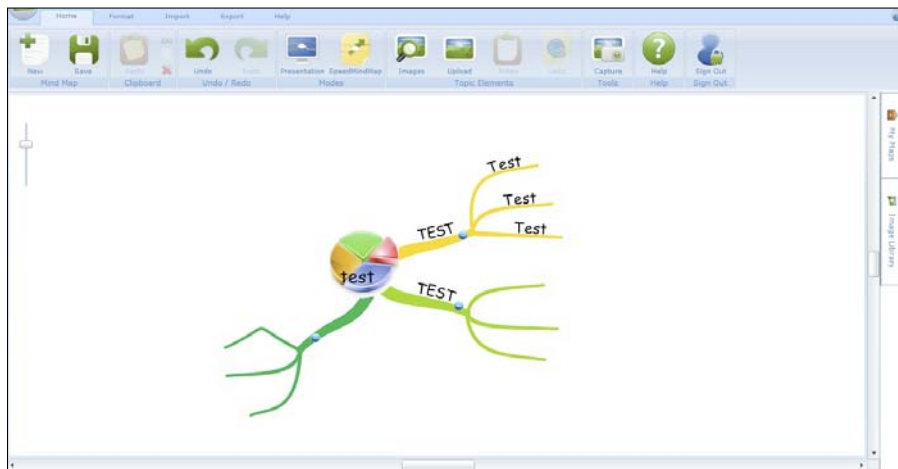 Home Format Import Export Help
New Save Paste Undo Redo Presentation SpeedMindMap Images Upload Notes Links Capture Help Sign Out
Mind Map Clipboard Undo / Redo Modes Topic Elements Tools Help Sign Out
My Maps
Image Library
Test
Test
TEST Test
test
TEST